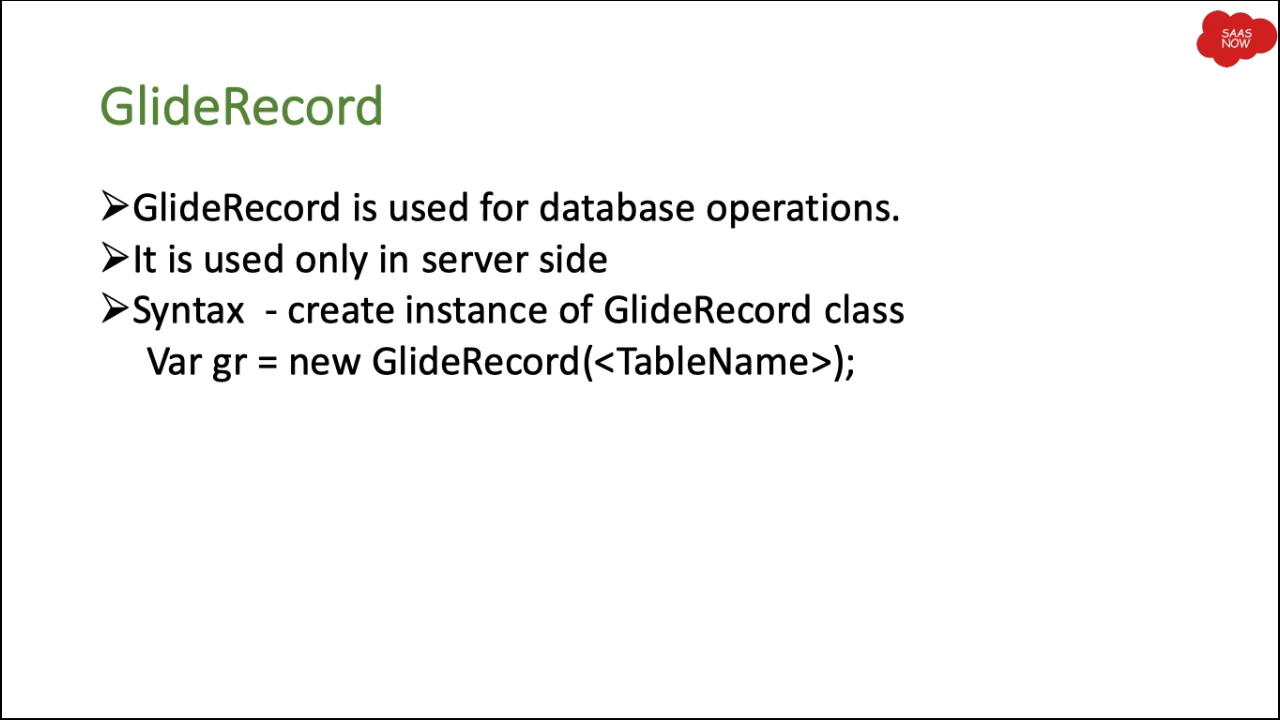 SAAS
NOW
GlideRecord
➢GlideRecord is used for database operations.
➢It is used only in server side
➢Syntax  - create instance of GlideRecord class
Var gr = new GlideRecord(<TableName>);